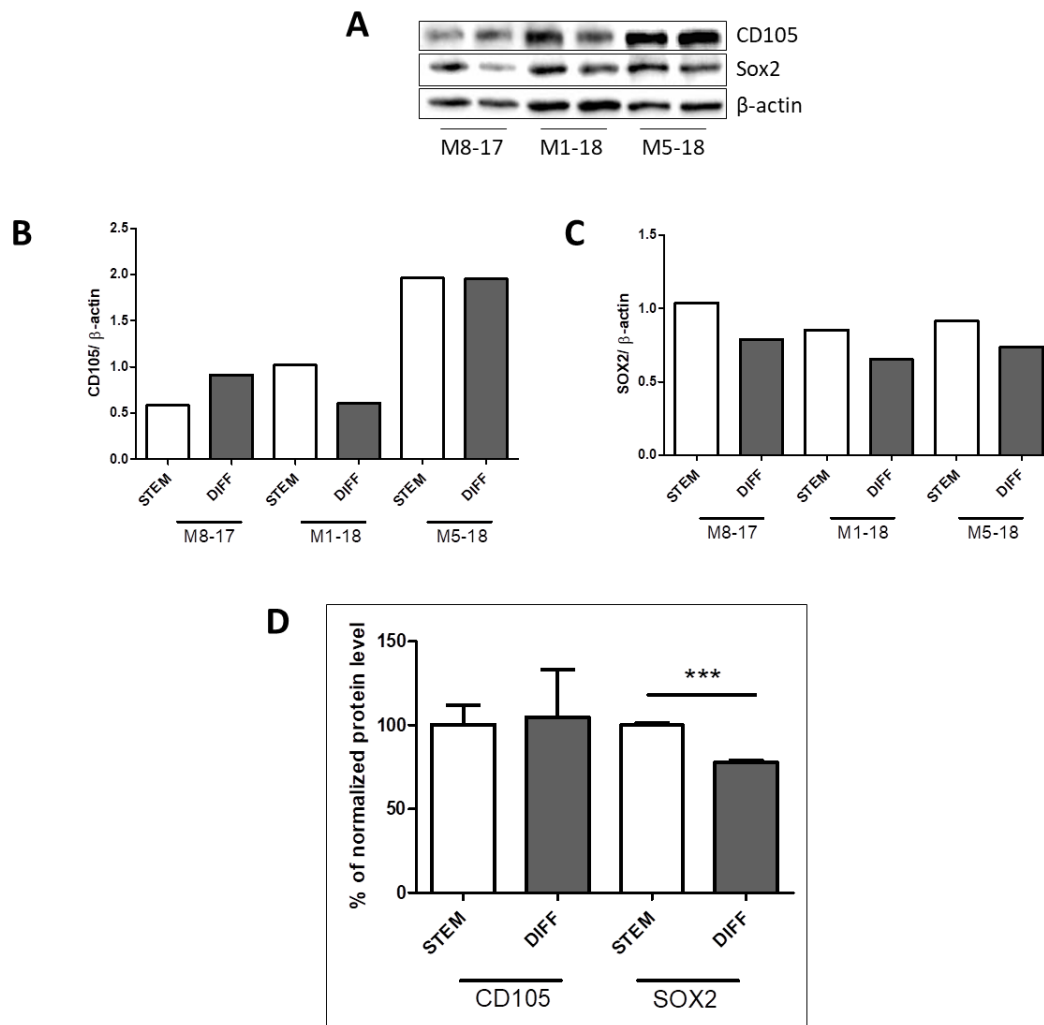 A
CD105
Sox2
β-actin
M8-17 M1-18 M5-18
B
CD105/ β-actin
2.5
2.0
1.5
1.0
0.5
0.0
STEM DIFF STEM DIFF STEM DIFF
M8-17 M1-18 M5-18
C
SOX2/ β-actin
1.5
1.0
0.5
0.0
STEM DIFF STEM DIFF STEM DIFF
M8-17 M1-18 M5-18
D
% of normalized protein level
150
100
50
0
***
STEM DIFF STEM DIFF
CD105 SOX2